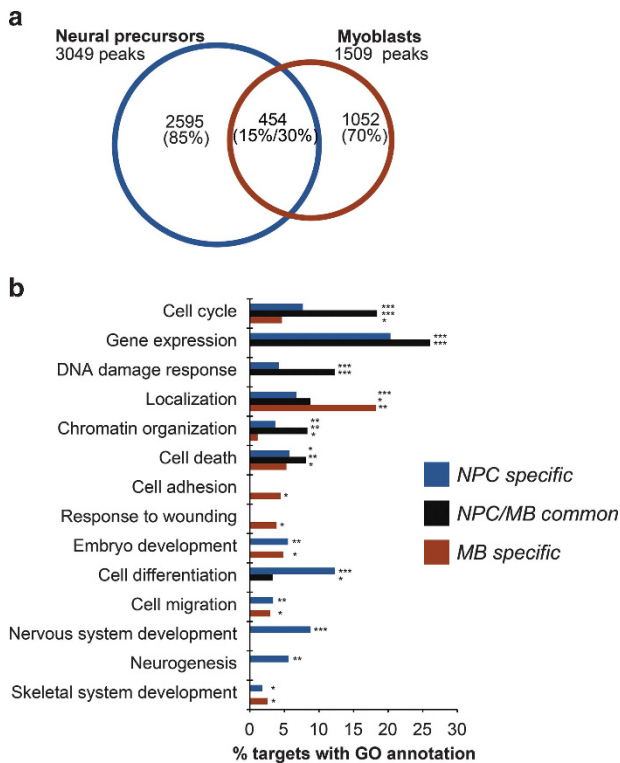 a
Neural precursors
3049 peaks
Myoblasts
1509 peaks
2595
(85%)
454
(15%/30%)
1052
(70%)
b
Cell cycle
***
***
*
Gene expression
***
***
DNA damage response
***
***
Localization
***
*
**
Chromatin organization
**
**
*
Cell death
*
**
*
Cell adhesion
*
Response to wounding
*
Embryo development
**
*
Cell differentiation
***
*
Cell migration
**
*
Nervous system development
***
Neurogenesis
**
Skeletal system development
*
*
NPC specific
NPC/MB common
MB specific
0 5 10 15 20 25 30
% targets with GO annotation